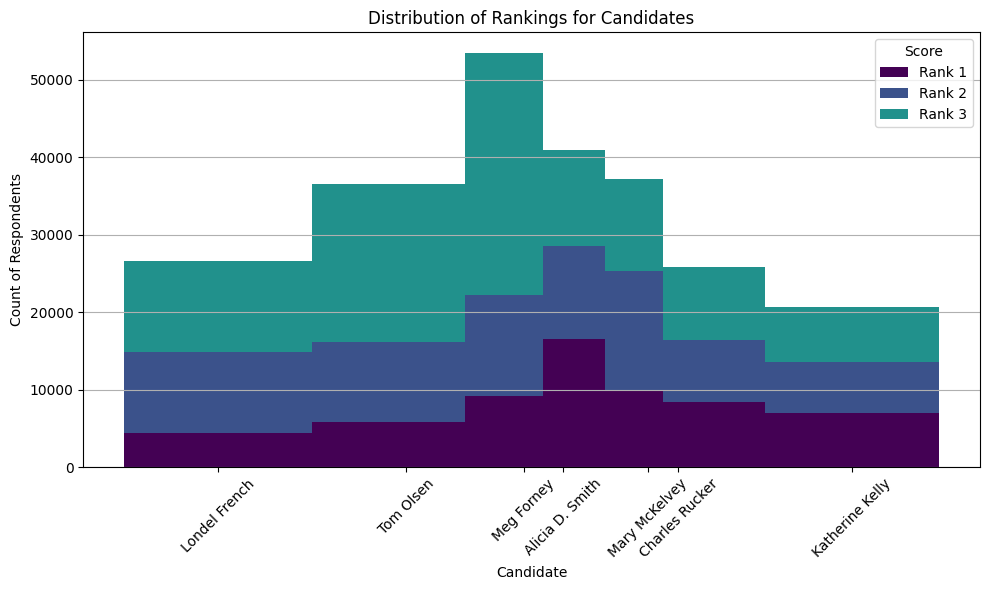 Distribution of Rankings for Candidates
Score
Rank 1
Rank 2
Rank 3
Count of Respondents
50000
40000
30000
20000
10000
0
Londel French
Tom Olsen
Meg Forney
Alicia D. Smith
Mary McKelvey
Charles Rucker
Katherine Kelly
Candidate